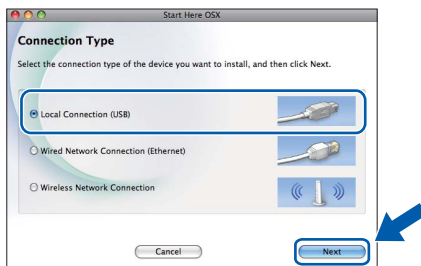 Start Here OSX
Connection Type
Select the connection type of the device you want to install, and then click Next.
Local Connection (USB)
Wired Network Connection (Ethernet)
Wireless Network Connection
Cancel
Next